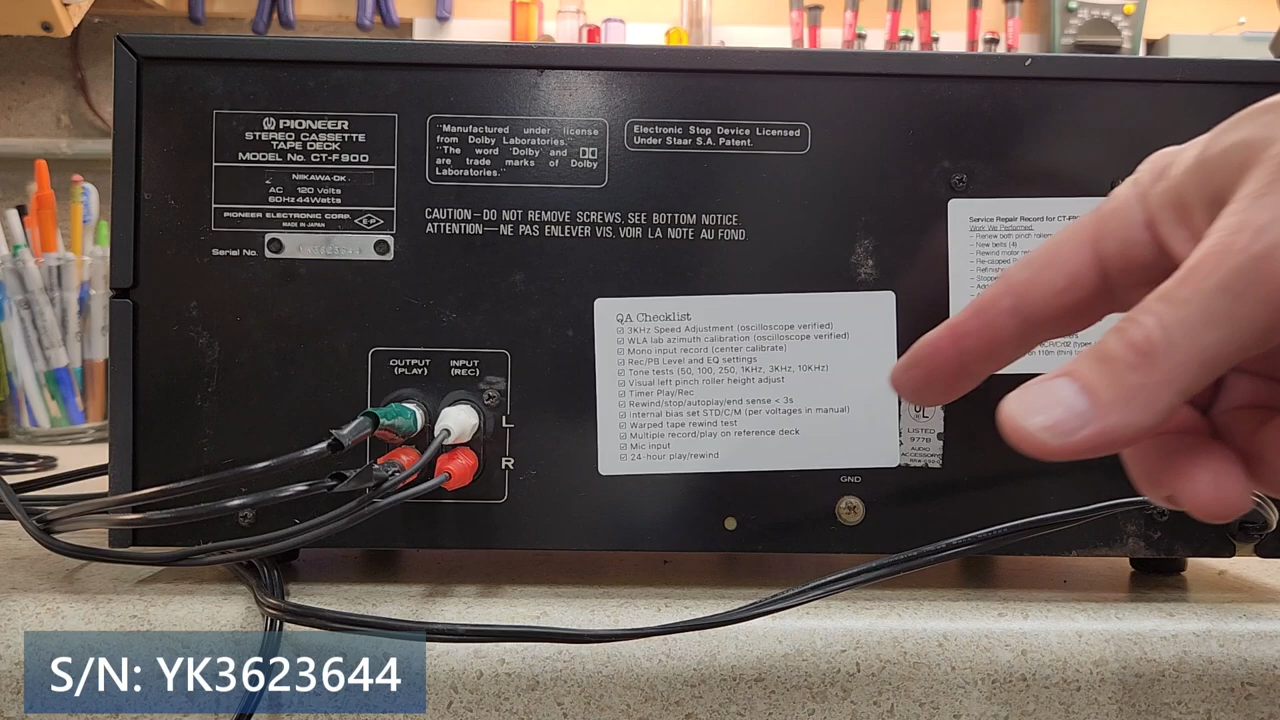 PIONEER
STEREO CASSETTE
TAPE DECK
MODEL No. CT-F900
NIIKAWA-DK.
AC 120 Volts
60Hz 44Watts
PIONEER ELECTRONIC CORP.
MADE IN JAPAN
E-P
Serial No.
"Manufactured under license
from Dolby Laboratories."
"The word 'Dolby' and
are trade marks of Dolby
Laboratories."
Electronic Stop Device Licensed
Under Staar S.A. Patent.
CAUTION—DO NOT REMOVE SCREWS. SEE BOTTOM NOTICE.
ATTENTION—NE PAS ENLEVER VIS. VOIR LA NOTE AU FOND.
Service Repair Record for
Work We Performed:
- Renew both pinch
- New belts (4)
- Rewind motor
- Re-capped
OUTPUT
(PLAY)
INPUT
(REC)
L
R
QA Checklist
☑ 3KHz Speed Adjustment (oscilloscope verified)
☑ WLA lab azimuth calibration (oscilloscope verified)
☑ Mono input record (center calibrate)
☑ Rec/PB Level and EQ settings
☑ Tone tests (50, 100, 250, 1KHz, 3KHz, 10KHz)
☑ Visual left pinch roller height adjust
☑ Timer Play/Rec
☑ Rewind/stop/autoplay/end sense < 3s
☑ Internal bias set STD/C/M (per voltages in manual)
☑ Warped tape rewind test
☑ Multiple record/play on reference deck
☑ Mic input
☑ 24-hour play/rewind
UL
LISTED
977B
AUDIO
ACCESSORY
GND
S/N: YK3623644